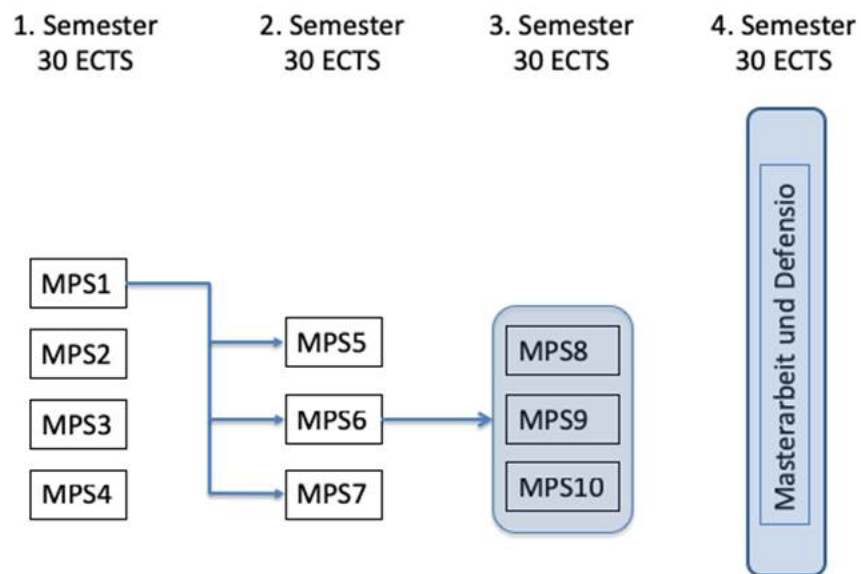 1. Semester
30 ECTS
2. Semester
30 ECTS
3. Semester
30 ECTS
4. Semester
30 ECTS
MPS1
MPS2
MPS3
MPS4
MPS5
MPS6
MPS7
MPS8
MPS9
MPS10
Masterarbeit und Defensio